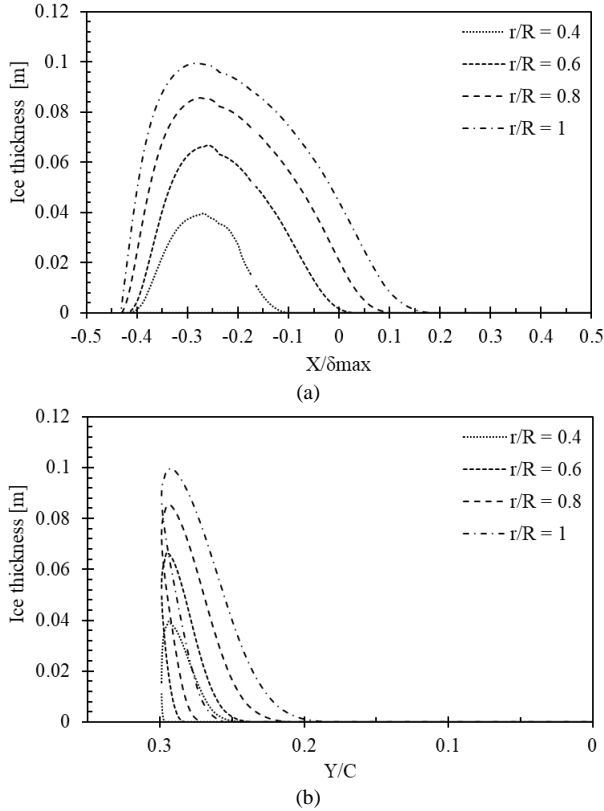 0.12
0.1
0.08
0.06
0.04
0.02
0
Ice thickness [m]
r/R = 0.4
r/R = 0.6
r/R = 0.8
r/R = 1
-0.5 -0.4 -0.3 -0.2 -0.1 0 0.1 0.2 0.3 0.4 0.5
X/δmax
(a)
0.12
0.1
0.08
0.06
0.04
0.02
0
Ice thickness [m]
r/R = 0.4
r/R = 0.6
r/R = 0.8
r/R = 1
0.3 0.2 0.1 0
Y/C
(b)